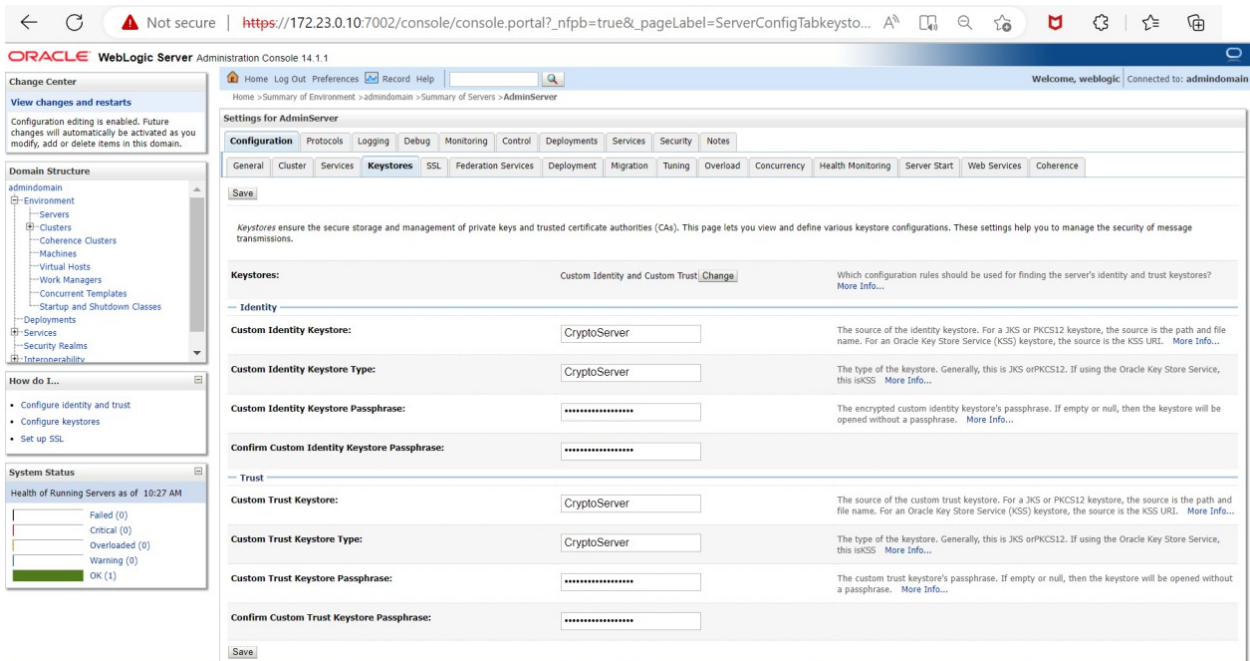 Not secure | https://172.23.0.10:7002/console/console.portal?_nfpb=true&_pageLabel=ServerConfigTabkeysto...
ORACLE WebLogic Server Administration Console 14.1.1
Change Center
View changes and restarts
Configuration editing is enabled. Future
changes will automatically be activated as you
modify, add or delete items in this domain.
Domain Structure
admindomain
Environment
Servers
Clusters
Coherence Clusters
Machines
Virtual Hosts
Work Managers
Concurrent Templates
Startup and Shutdown Classes
Deployments
Services
Security Realms
Interoperability
How do I...
Configure identity and trust
Configure keystores
Set up SSL
System Status
Health of Running Servers as of 10:27 AM
Failed (0)
Critical (0)
Overloaded (0)
Warning (0)
OK (1)
Home Log Out Preferences Record Help
Welcome, weblogic Connected to: admindomain
Home >Summary of Environment >admindomain >Summary of Servers >AdminServer
Settings for AdminServer
Configuration Protocols Logging Debug Monitoring Control Deployments Services Security Notes
General Cluster Services Keystores SSL Federation Services Deployment Migration Tuning Overload Concurrency Health Monitoring Server Start Web Services Coherence
Save
Keystores ensure the secure storage and management of private keys and trusted certificate authorities (CAs). This page lets you view and define various keystore configurations. These settings help you to manage the security of message
transmissions.
Keystores: Custom Identity and Custom Trust Change Which configuration rules should be used for finding the server's identity and trust keystores?
More Info...
Identity
Custom Identity Keystore: CryptoServer The source of the identity keystore. For a JKS or PKCS12 keystore, the source is the path and file
name. For an Oracle Key Store Service (KSS) keystore, the source is the KSS URI. More Info...
Custom Identity Keystore Type: CryptoServer The type of the keystore. Generally, this is JKS orPKCS12. If using the Oracle Key Store Service,
this isKSS More Info...
Custom Identity Keystore Passphrase: •••••••••••••••••• The encrypted custom identity keystore's passphrase. If empty or null, then the keystore will be
opened without a passphrase. More Info...
Confirm Custom Identity Keystore Passphrase: ••••••••••••••••••
Trust
Custom Trust Keystore: CryptoServer The source of the custom trust keystore. For a JKS or PKCS12 keystore, the source is the path and
file name. For an Oracle Key Store Service (KSS) keystore, the source is the KSS URI. More Info...
Custom Trust Keystore Type: CryptoServer The type of the keystore. Generally, this is JKS orPKCS12. If using the Oracle Key Store Service,
this isKSS More Info...
Custom Trust Keystore Passphrase: •••••••••••••••••• The custom trust keystore's passphrase. If empty or null, then the keystore will be opened without
a passphrase. More Info...
Confirm Custom Trust Keystore Passphrase: ••••••••••••••••••
Save